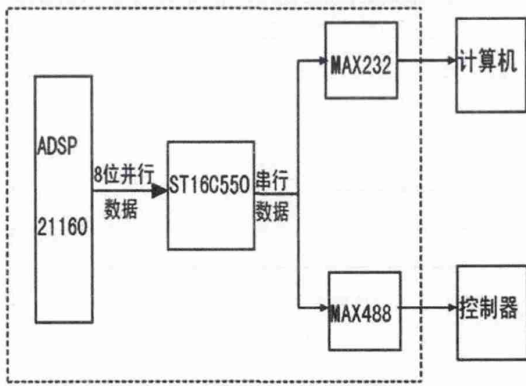 ADSP
21160
8位并行
数据
ST16C550
串行
数据
MAX232
计算机
MAX488
控制器